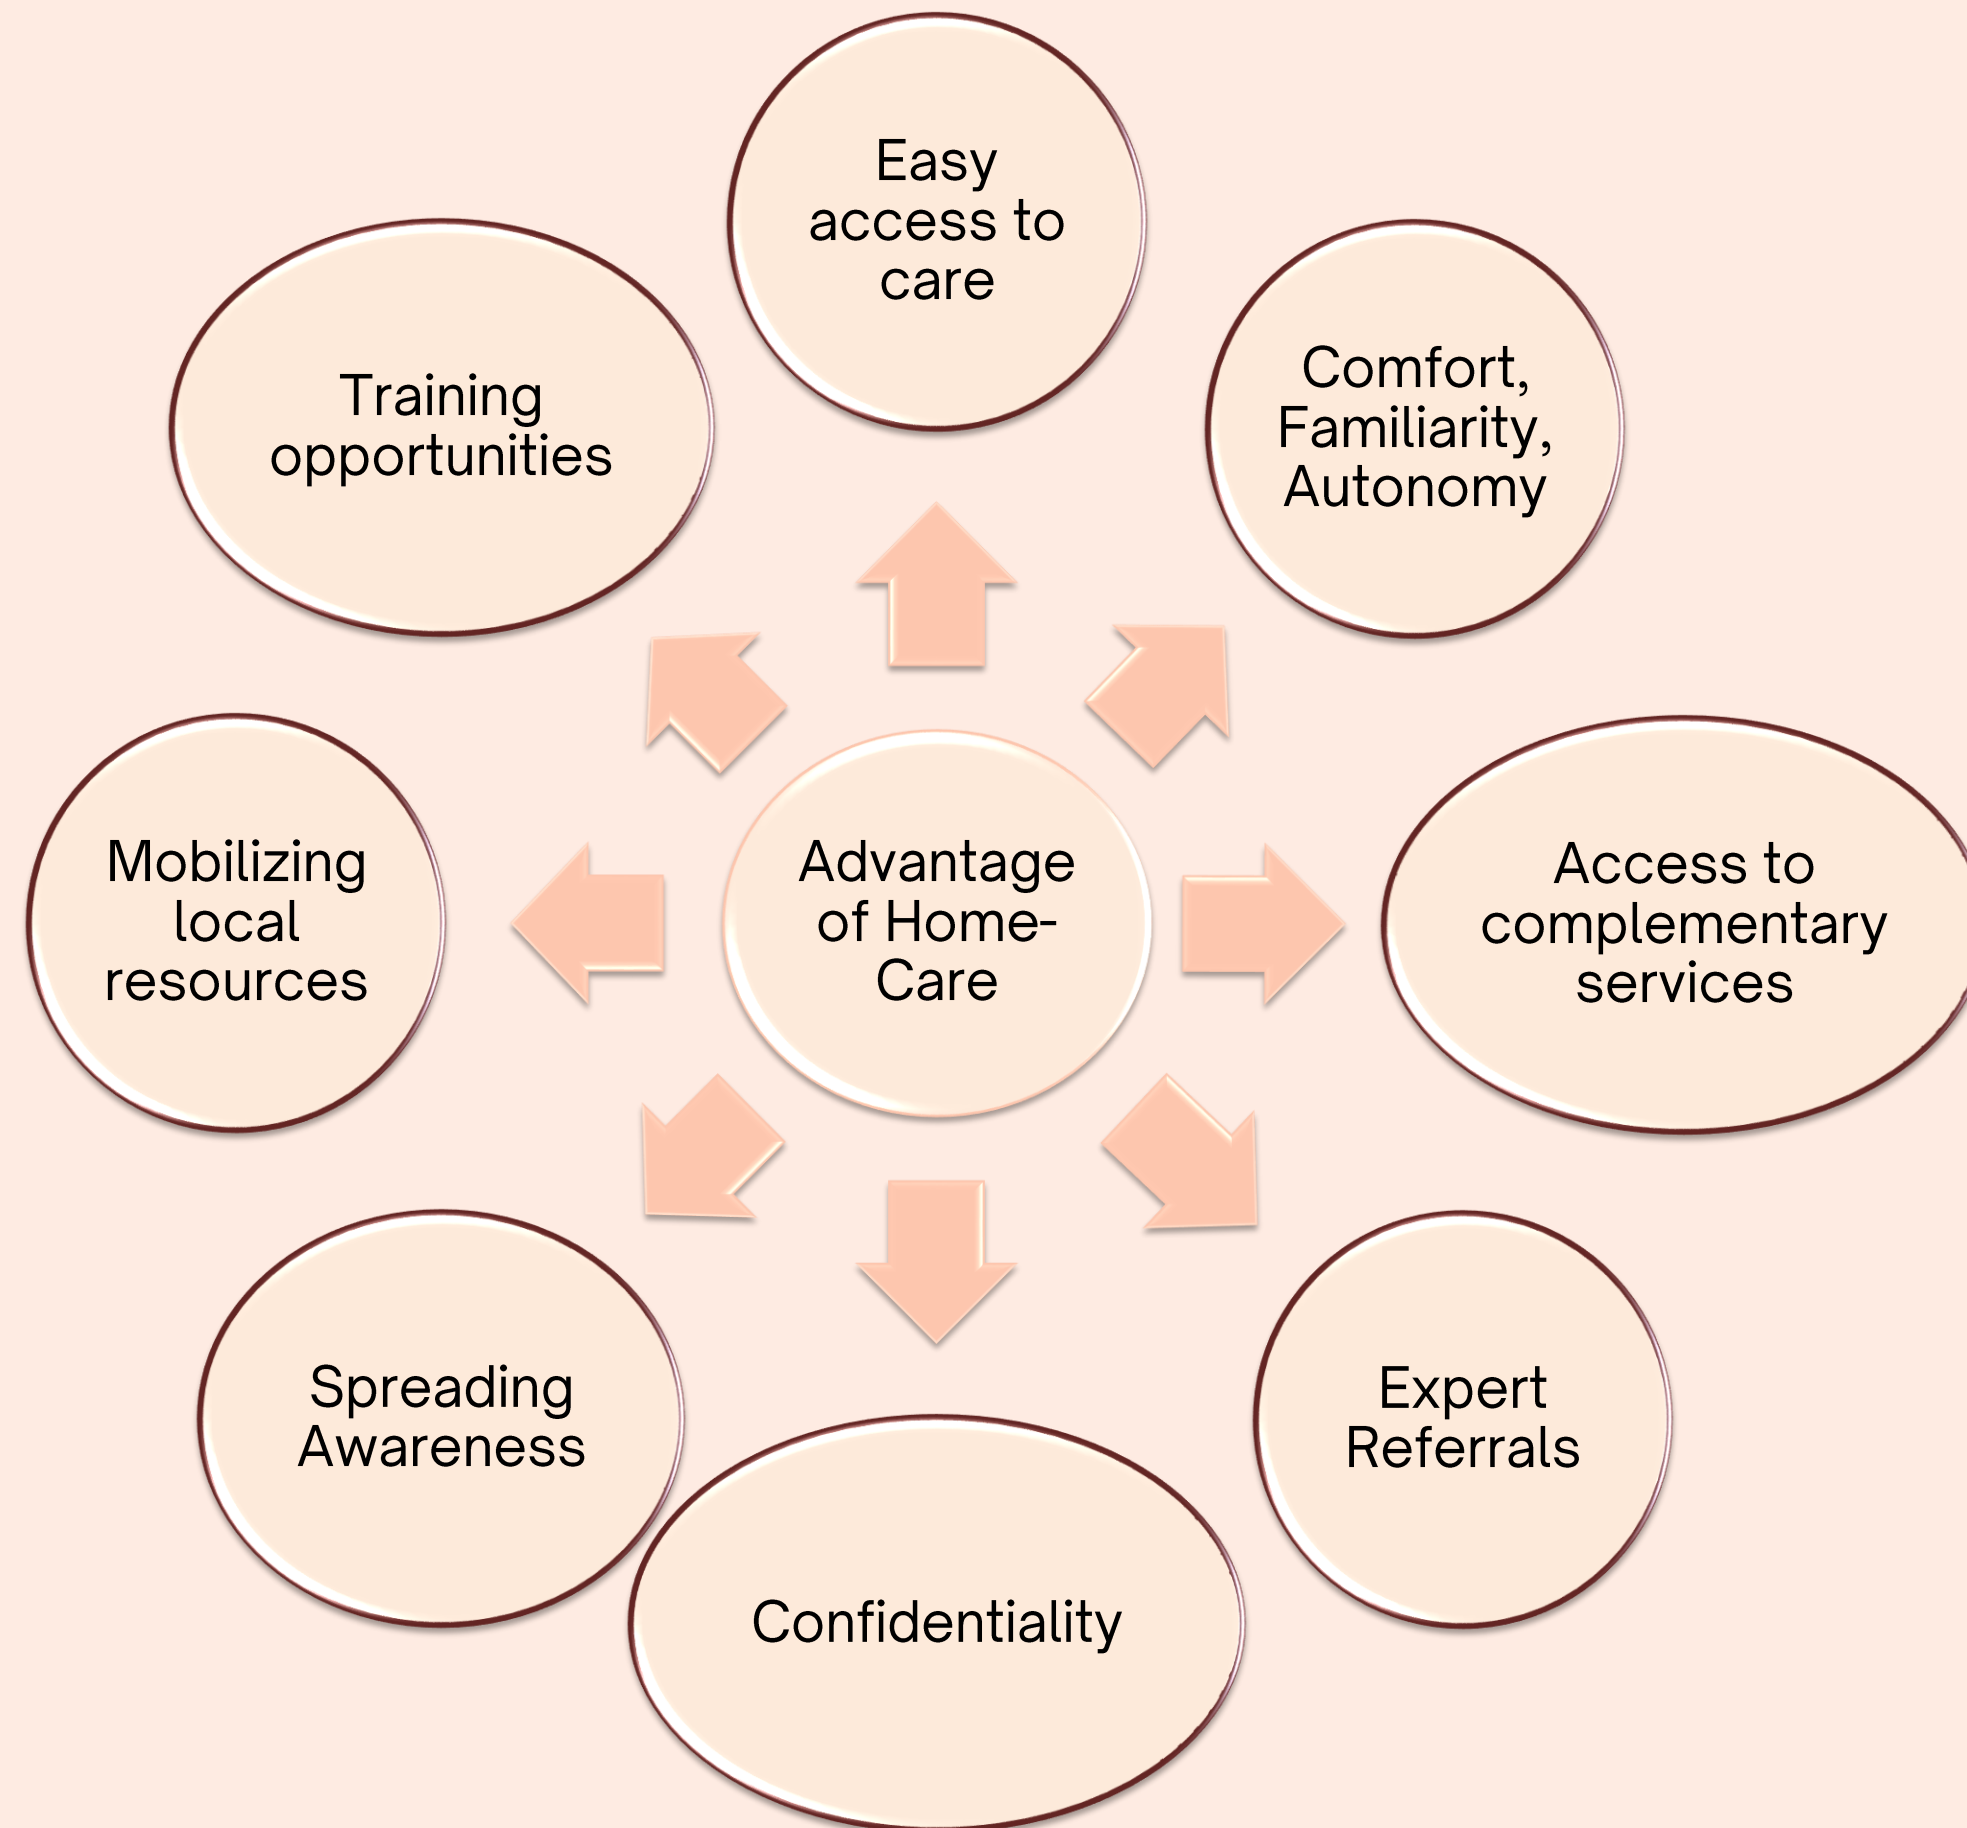 Easy
access to
care
Comfort,
Familiarity,
Autonomy
Access to
complementary
services
Expert
Referrals
Confidentiality
Spreading
Awareness
Mobilizing
local
resources
Training
opportunities
Advantage
of Home-
Care